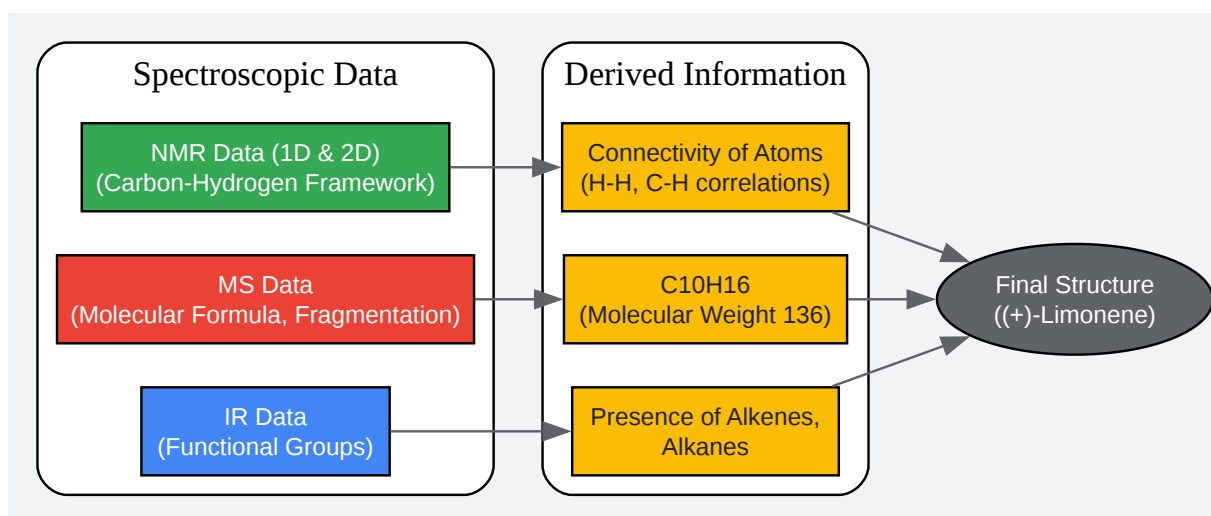 Spectroscopic Data
NMR Data (1D & 2D)
(Carbon-Hydrogen Framework)
MS Data
(Molecular Formula, Fragmentation)
IR Data
(Functional Groups)
Derived Information
Connectivity of Atoms
(H-H, C-H correlations)
C10H16
(Molecular Weight 136)
Presence of Alkenes,
Alkanes
Final Structure
((+)-Limonene)